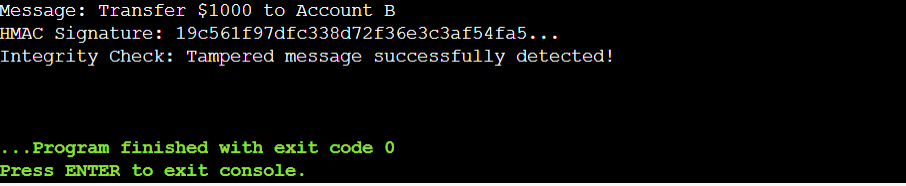 Message: Transfer $1000 to Account B
HMAC Signature: 19c561f97dfc338d72f36e3c3af54fa5...
Integrity Check: Tampered message successfully detected!
...Program finished with exit code 0
Press ENTER to exit console.